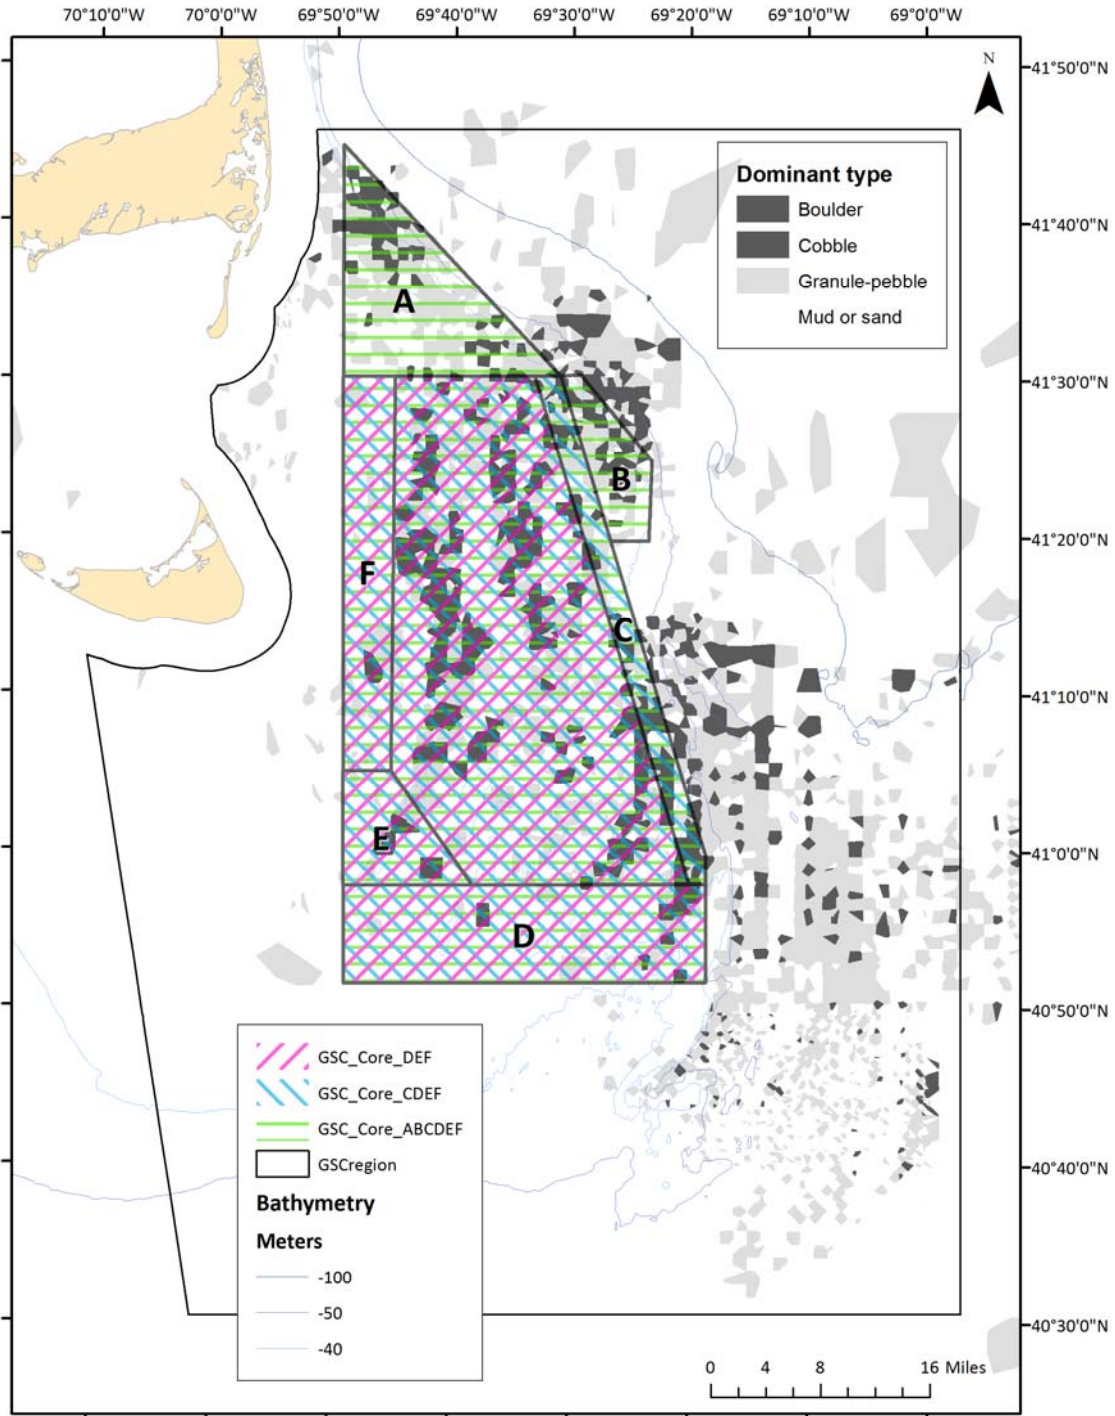 70°10'0"W 70°0'0"W 69°50'0"W 69°40'0"W 69°30'0"W 69°20'0"W 69°10'0"W 69°0'0"W
41°50'0"N
N
Dominant type
Boulder
Cobble
Granule-pebble
Mud or sand
41°40'0"N
A
41°30'0"N
B
41°20'0"N
F
C
41°10'0"N
E
41°0'0"N
D
40°50'0"N
GSC_Core_DEF
GSC_Core_CDEF
GSC_Core_ABCDEF
GSCregion
Bathymetry
Meters
-100
-50
-40
40°40'0"N
40°30'0"N
0 4 8 16 Miles